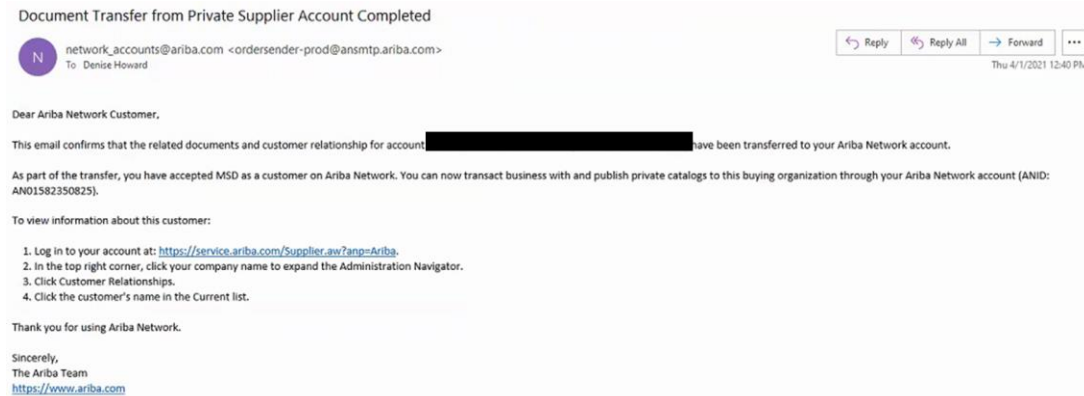 Document Transfer from Private Supplier Account Completed
N
network_accounts@ariba.com <ordersender-prod@ansmtp.ariba.com>
To Denise Howard
Reply
Reply All
Forward
...
Thu 4/1/2021 12:40 PM
Dear Ariba Network Customer,
This email confirms that the related documents and customer relationship for account have been transferred to your Ariba Network account.
As part of the transfer, you have accepted MSD as a customer on Ariba Network. You can now transact business with and publish private catalogs to this buying organization through your Ariba Network account (ANID:
AN01582350825).
To view information about this customer:
1. Log in to your account at: https://service.ariba.com/Supplier.aw?anp=Ariba.
2. In the top right corner, click your company name to expand the Administration Navigator.
3. Click Customer Relationships.
4. Click the customer's name in the Current list.
Thank you for using Ariba Network.
Sincerely,
The Ariba Team
https://www.ariba.com